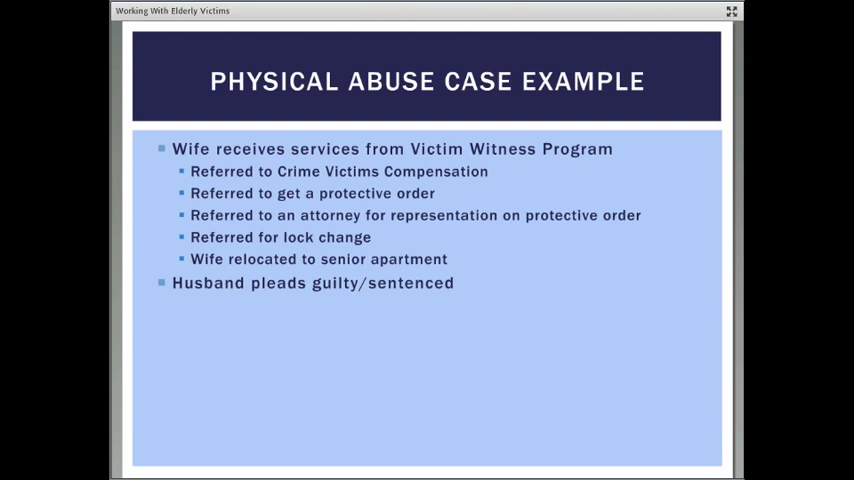 Working With Elderly Victims
PHYSICAL ABUSE CASE EXAMPLE
Wife receives services from Victim Witness Program
Referred to Crime Victims Compensation
Referred to get a protective order
Referred to an attorney for representation on protective order
Referred for lock change
Wife relocated to senior apartment
Husband pleads guilty/sentenced